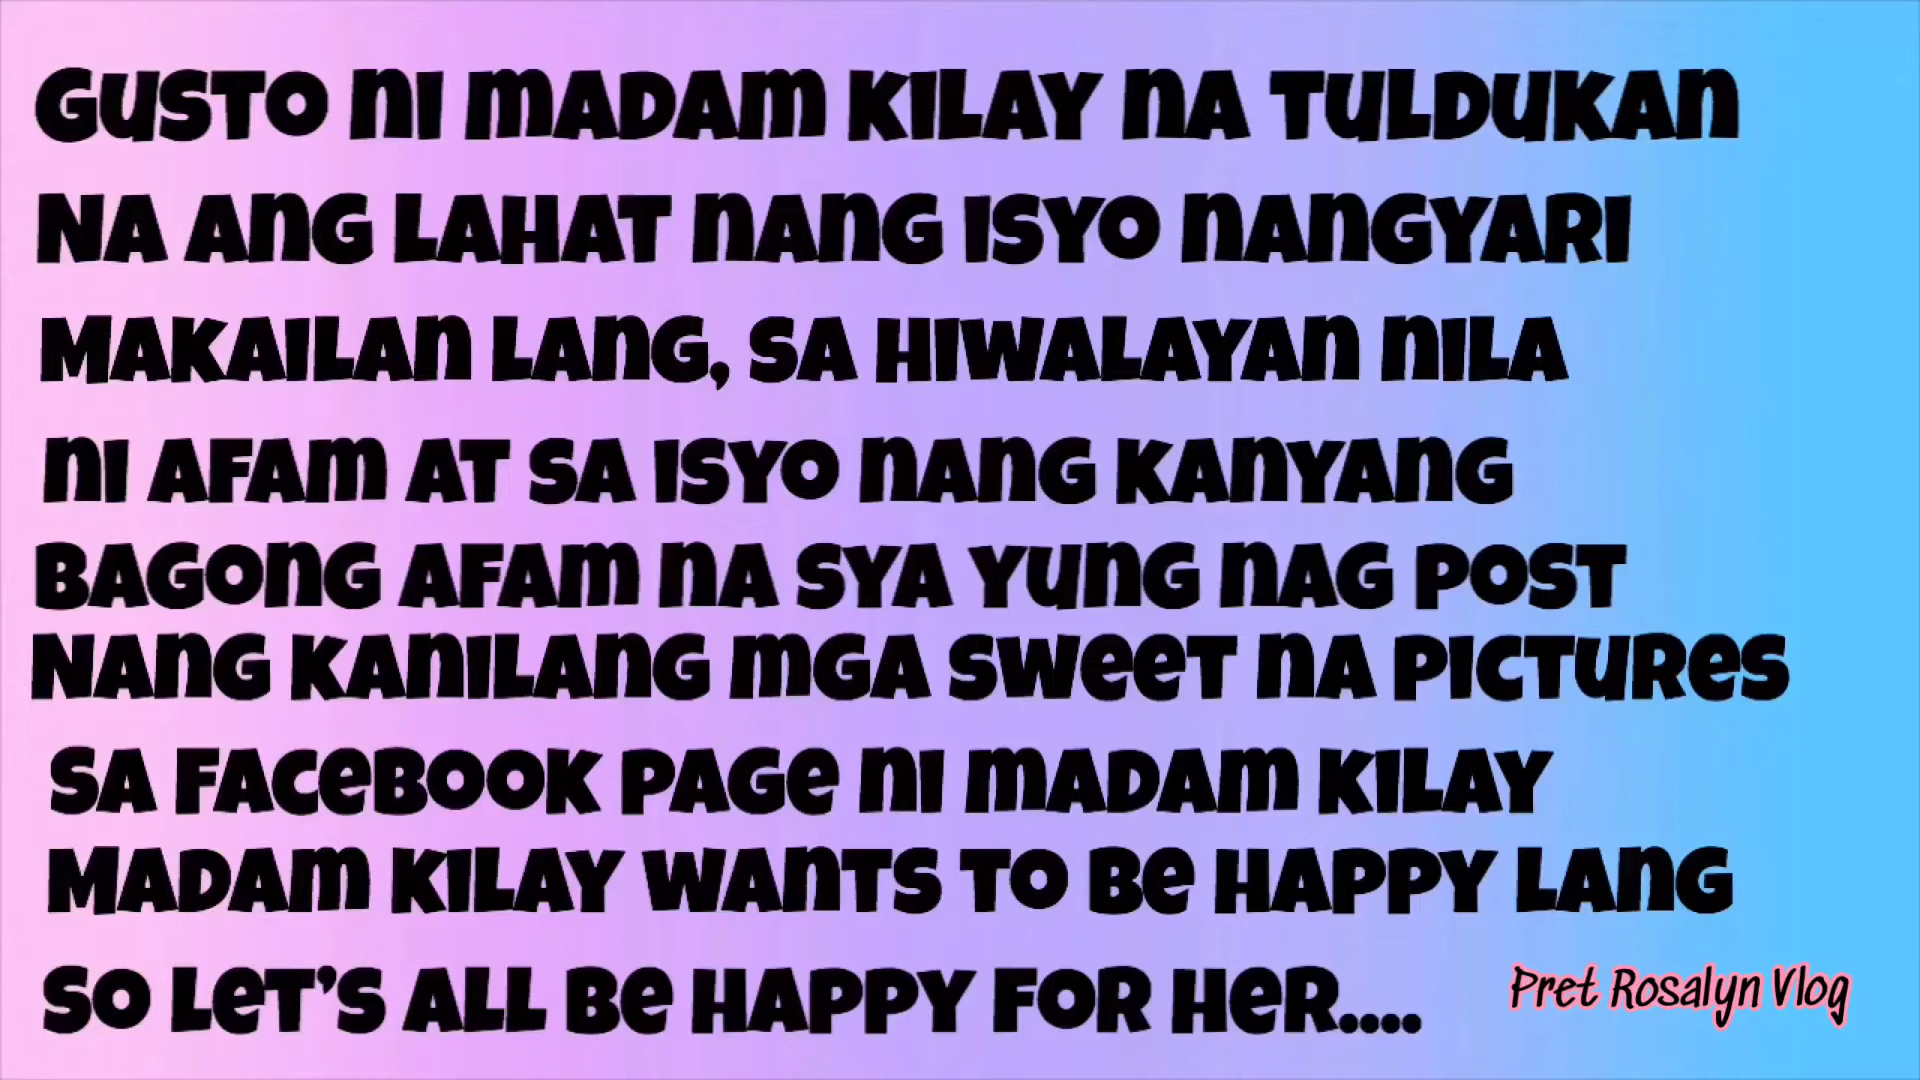 GUSTO NI MADAM KILAY NA TULDUKAN
NA ANG LAHAT NANG ISYO NANGYARI
MAKAILAN LANG, SA HIWALAYAN NILA
NI AFAM AT SA ISYO NANG KANYANG
BAGONG AFAM NA SYA YUNG NAG POST
NANG KANILANG MGA SWEET NA PICTURES
SA FACEBOOK PAGE NI MADAM KILAY
MADAM KILAY WANTS TO BE HAPPY LANG
SO LET'S ALL BE HAPPY FOR HER....
Pret Rosalyn Vlog